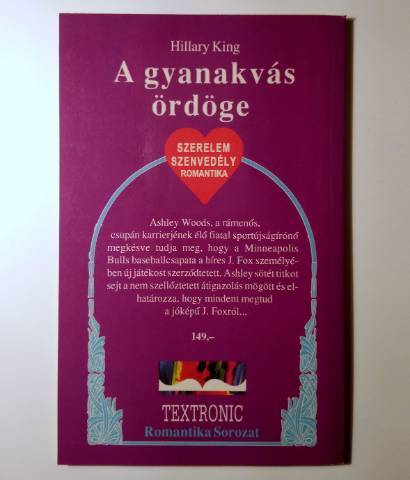 Hillary King
A gyanakvás
ördöge
SZERELEM
SZENVEDÉLY
ROMANTIKA
Ashley Woods, a rámenős,
csupán karrierjének élő fiatal sportújságírónő
megkésve tudja meg, hogy a Minneapolis
Bulls baseballcsapata a híres J. Fox személyé-
ben új játékost szerződtetett. Ashley sötét titkot
sejt a nem szellőztetett átigazolás mögött és el-
határozza, hogy mindent megtud
a jóképű J. Foxról...
149,–
TEXTRONIC
Romantika Sorozat